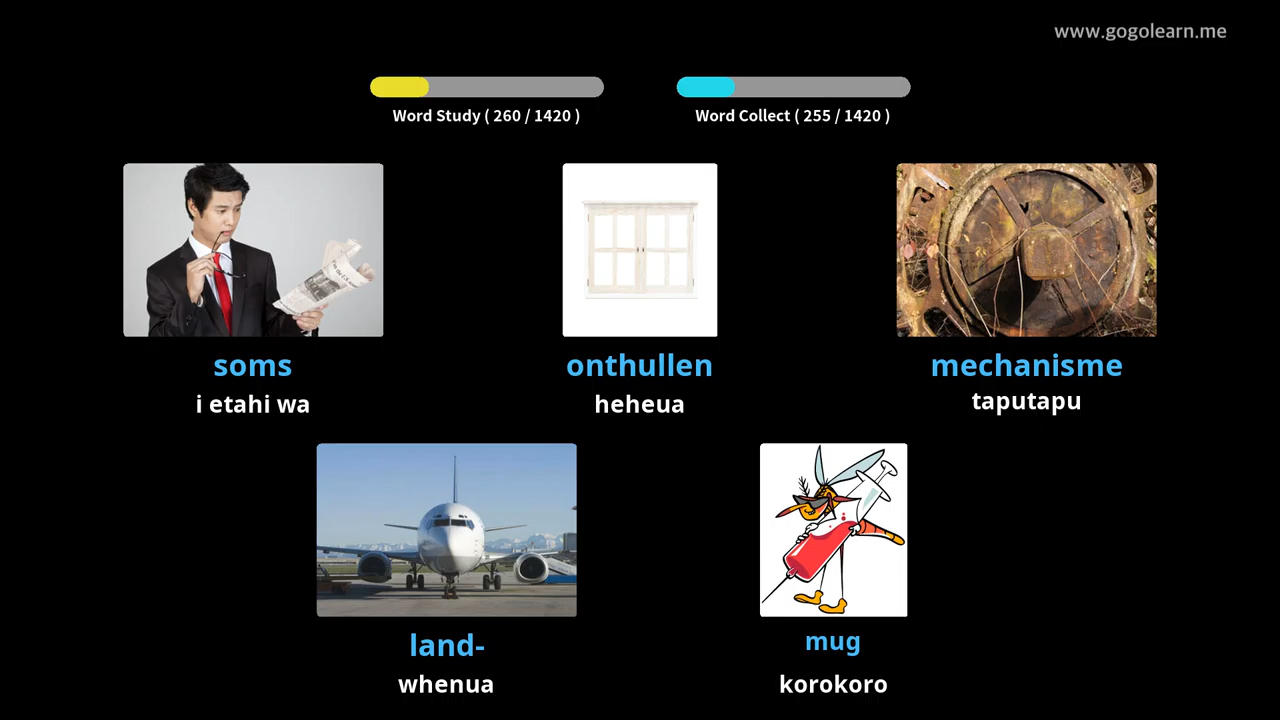 www.gogolearn.me
Word Study ( 260 / 1420 )
Word Collect ( 255 / 1420 )
soms
i etahi wa
onthullen
heheua
mechanisme
taputapu
land-
whenua
mug
korokoro